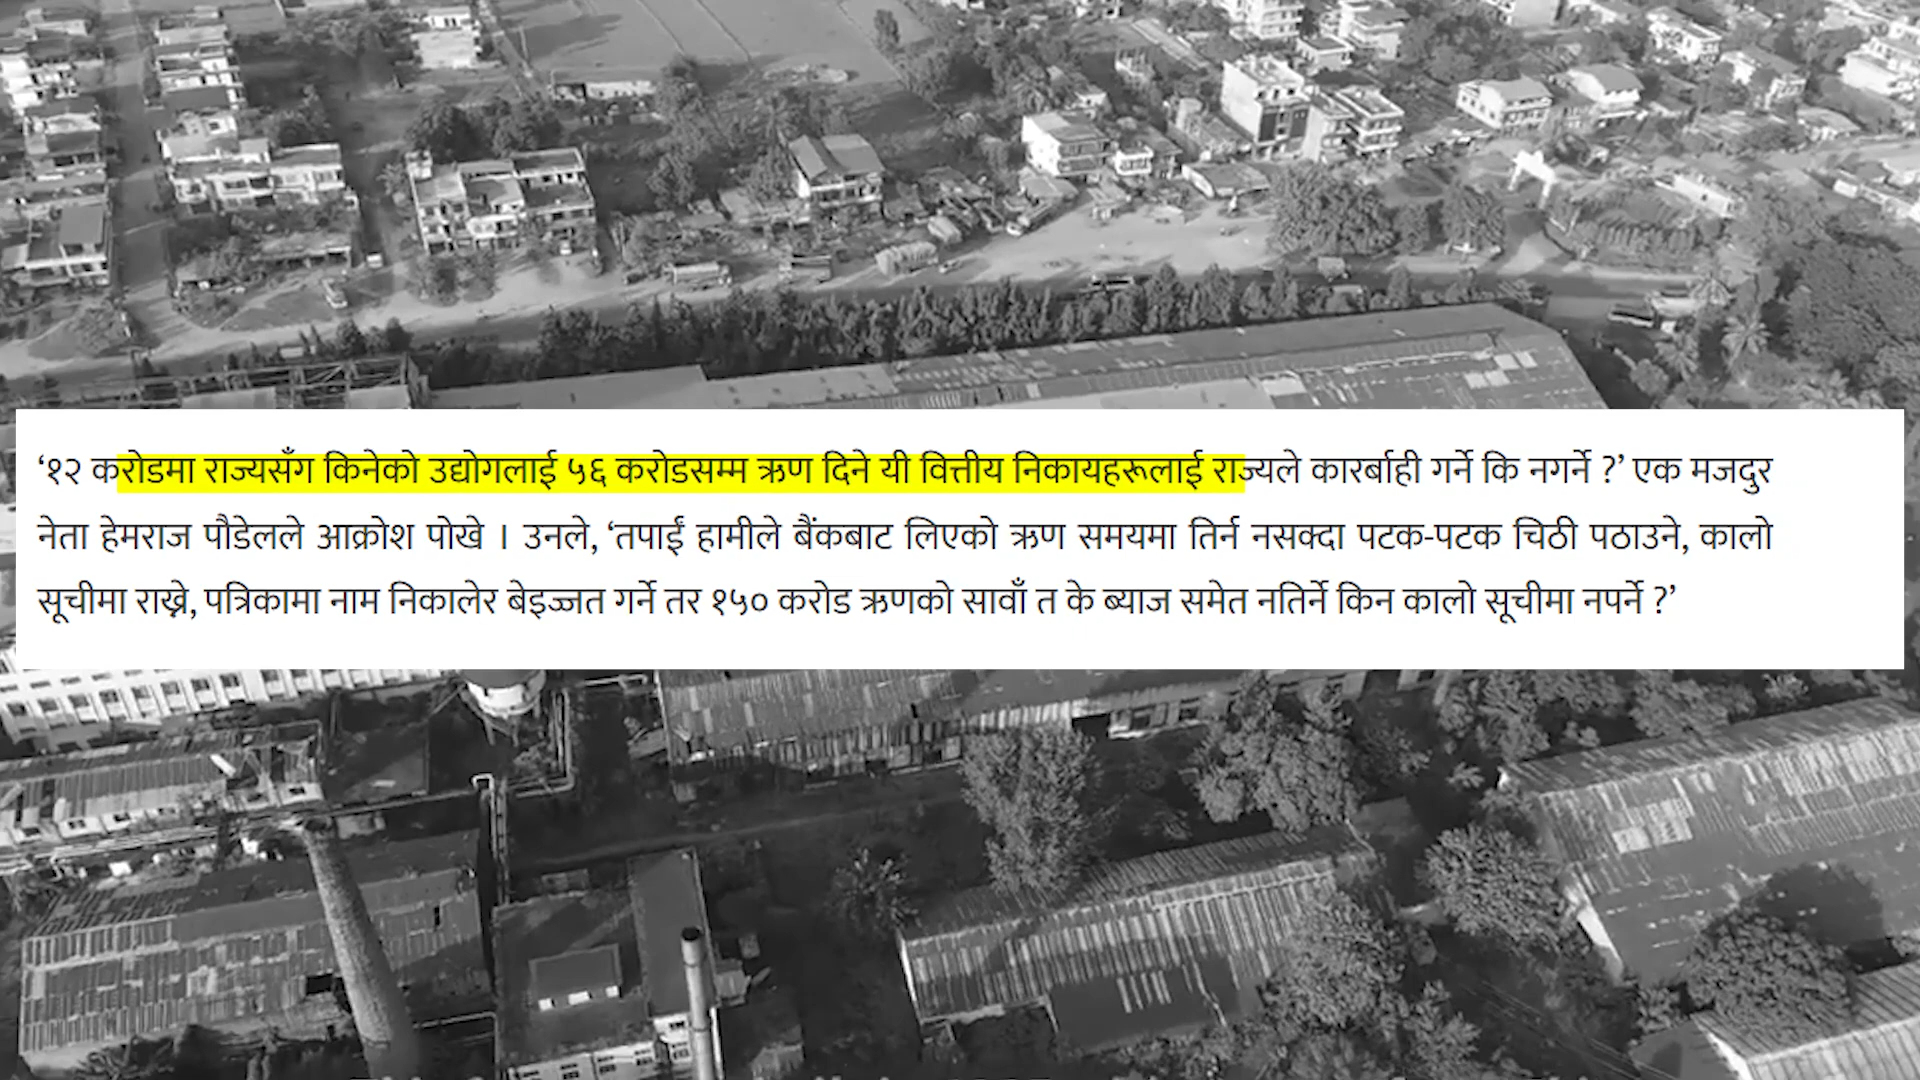 ‘१२ करोडमा राज्यसँग किनेको उद्योगलाई ५६ करोडसम्म ऋण दिने यी वित्तीय निकायहरूलाई राज्यले कारर्बाही गर्ने कि नगर्ने ?’ एक मजदुर
नेता हेमराज पौडेलले आक्रोश पोखे । उनले, ‘तपाईं हामीले बैंकबाट लिएको ऋण समयमा तिर्न नसक्दा पटक-पटक चिठी पठाउने, कालो
सूचीमा राख्ने, पत्रिकामा नाम निकालेर बेइज्जत गर्ने तर १५० करोड ऋणको सावाँ त के ब्याज समेत नतिर्ने किन कालो सूचीमा नपर्ने ?’